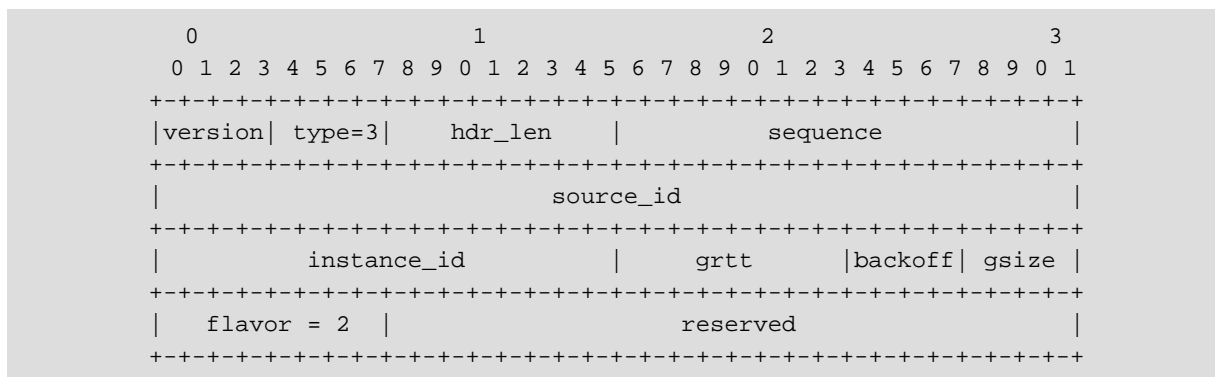 0                   1                   2                   3
    0 1 2 3 4 5 6 7 8 9 0 1 2 3 4 5 6 7 8 9 0 1 2 3 4 5 6 7 8 9 0 1
   +-+-+-+-+-+-+-+-+-+-+-+-+-+-+-+-+-+-+-+-+-+-+-+-+-+-+-+-+-+-+-+-+
   |version| type=3|    hdr_len    |          sequence             |
   +-+-+-+-+-+-+-+-+-+-+-+-+-+-+-+-+-+-+-+-+-+-+-+-+-+-+-+-+-+-+-+-+
   |                           source_id                           |
   +-+-+-+-+-+-+-+-+-+-+-+-+-+-+-+-+-+-+-+-+-+-+-+-+-+-+-+-+-+-+-+-+
   |          instance_id          |     grtt      |backoff| gsize |
   +-+-+-+-+-+-+-+-+-+-+-+-+-+-+-+-+-+-+-+-+-+-+-+-+-+-+-+-+-+-+-+-+
   |   flavor = 2  |                    reserved                   |
   +-+-+-+-+-+-+-+-+-+-+-+-+-+-+-+-+-+-+-+-+-+-+-+-+-+-+-+-+-+-+-+-+